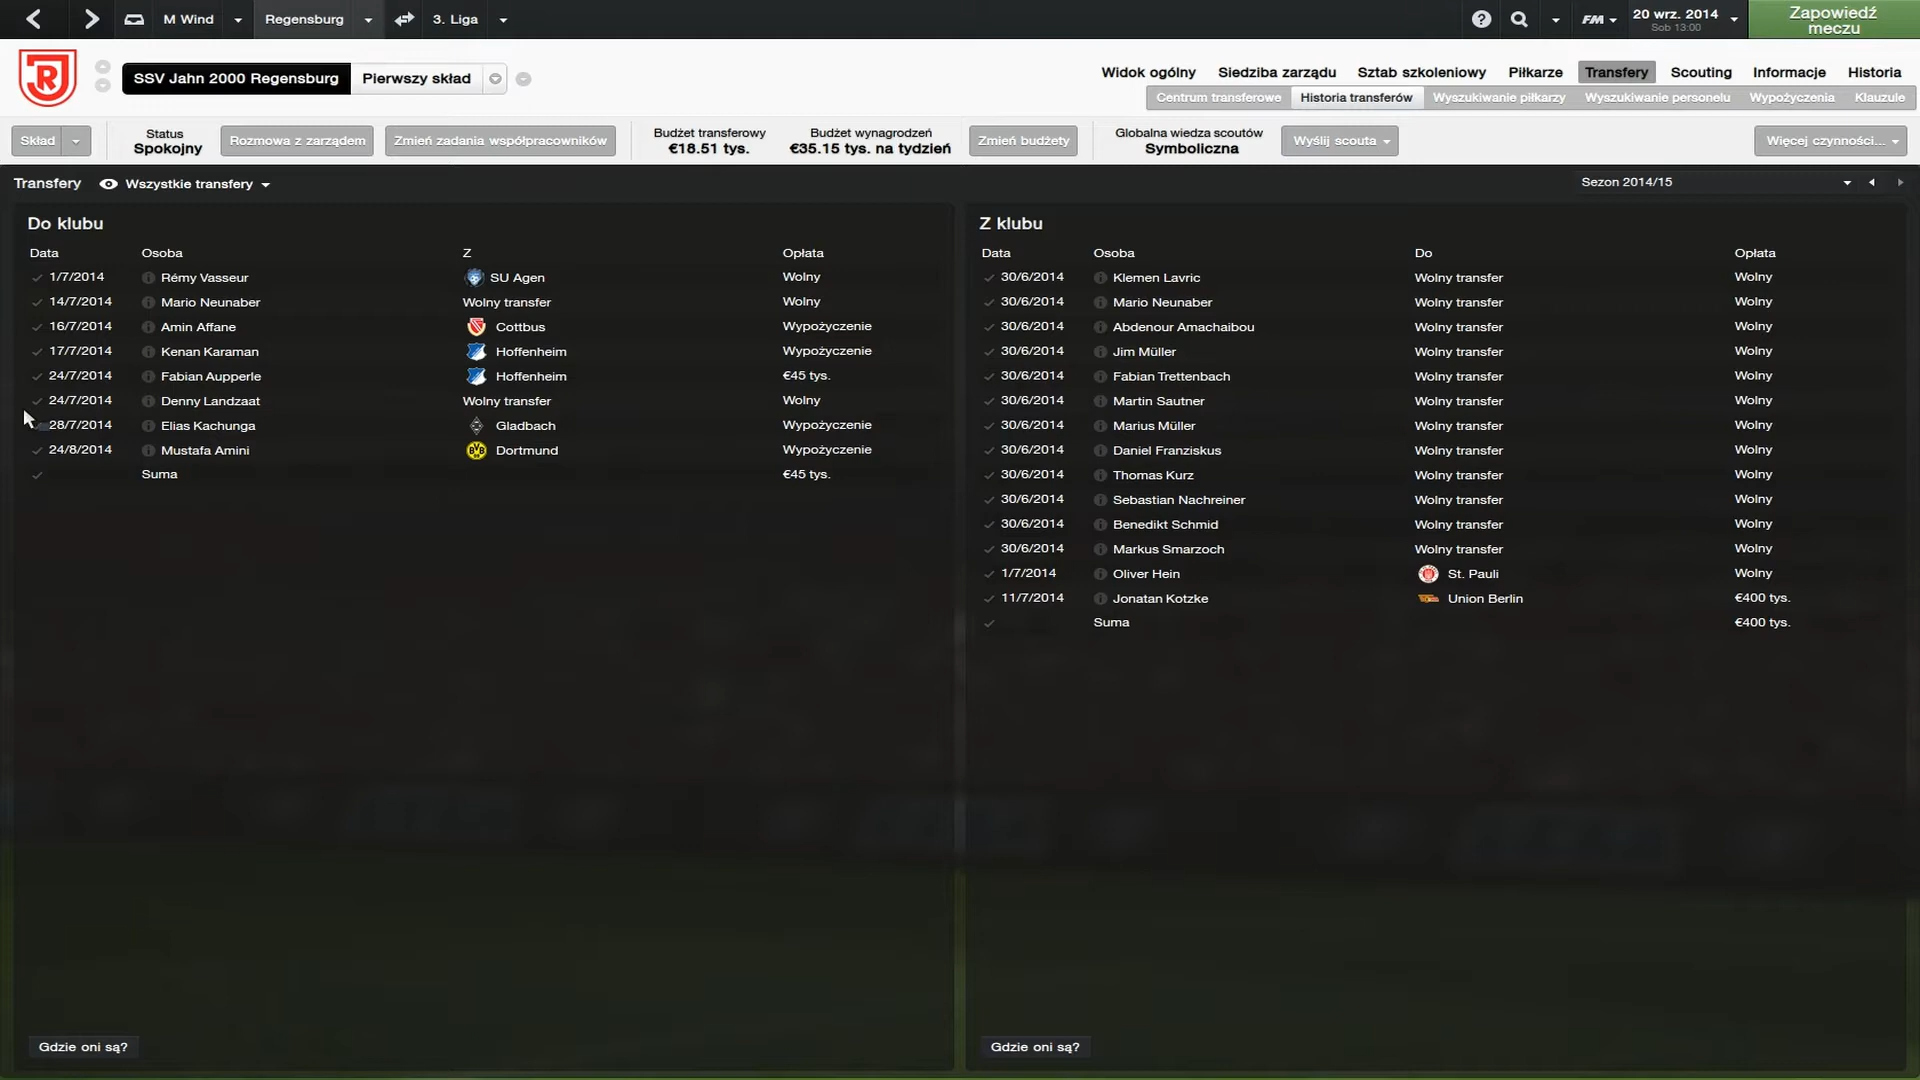 M Wind Regensburg 3. Liga
FM
20 wrz. 2014
Sob 13:00
Zapowiedź
meczu
SSV Jahn 2000 Regensburg Pierwszy skład
Widok ogólny Siedziba zarządu Sztab szkoleniowy Piłkarze Transfery Scouting Informacje Historia
Centrum transferowe Historia transferów Wyszukiwanie piłkarzy Wyszukiwanie personelu Wypożyczenia Klauzule
Skład
Status
Spokojny
Rozmowa z zarządem Zmień zadania współpracowników
Budżet transferowy
€18.51 tys.
Budżet wynagrodzeń
€35.15 tys. na tydzień
Zmień budżety
Globalna wiedza scoutów
Symboliczna
Wyślij scouta
Więcej czynności...
Transfery Wszystkie transfery
Sezon 2014/15
Do klubu
Data Osoba Z Opłata
1/7/2014 Rémy Vasseur SU Agen Wolny
14/7/2014 Mario Neunaber Wolny transfer Wolny
16/7/2014 Amin Affane Cottbus Wypożyczenie
17/7/2014 Kenan Karaman Hoffenheim Wypożyczenie
24/7/2014 Fabian Aupperle Hoffenheim €45 tys.
24/7/2014 Denny Landzaat Wolny transfer Wolny
28/7/2014 Elias Kachunga Gladbach Wypożyczenie
24/8/2014 Mustafa Amini Dortmund Wypożyczenie
Suma €45 tys.
Gdzie oni są?
Z klubu
Data Osoba Do Opłata
30/6/2014 Klemen Lavric Wolny transfer Wolny
30/6/2014 Mario Neunaber Wolny transfer Wolny
30/6/2014 Abdenour Amachaibou Wolny transfer Wolny
30/6/2014 Jim Müller Wolny transfer Wolny
30/6/2014 Fabian Trettenbach Wolny transfer Wolny
30/6/2014 Martin Sautner Wolny transfer Wolny
30/6/2014 Marius Müller Wolny transfer Wolny
30/6/2014 Daniel Franziskus Wolny transfer Wolny
30/6/2014 Thomas Kurz Wolny transfer Wolny
30/6/2014 Sebastian Nachreiner Wolny transfer Wolny
30/6/2014 Benedikt Schmid Wolny transfer Wolny
30/6/2014 Markus Smarzoch Wolny transfer Wolny
1/7/2014 Oliver Hein St. Pauli Wolny
11/7/2014 Jonatan Kotzke Union Berlin €400 tys.
Suma €400 tys.
Gdzie oni są?